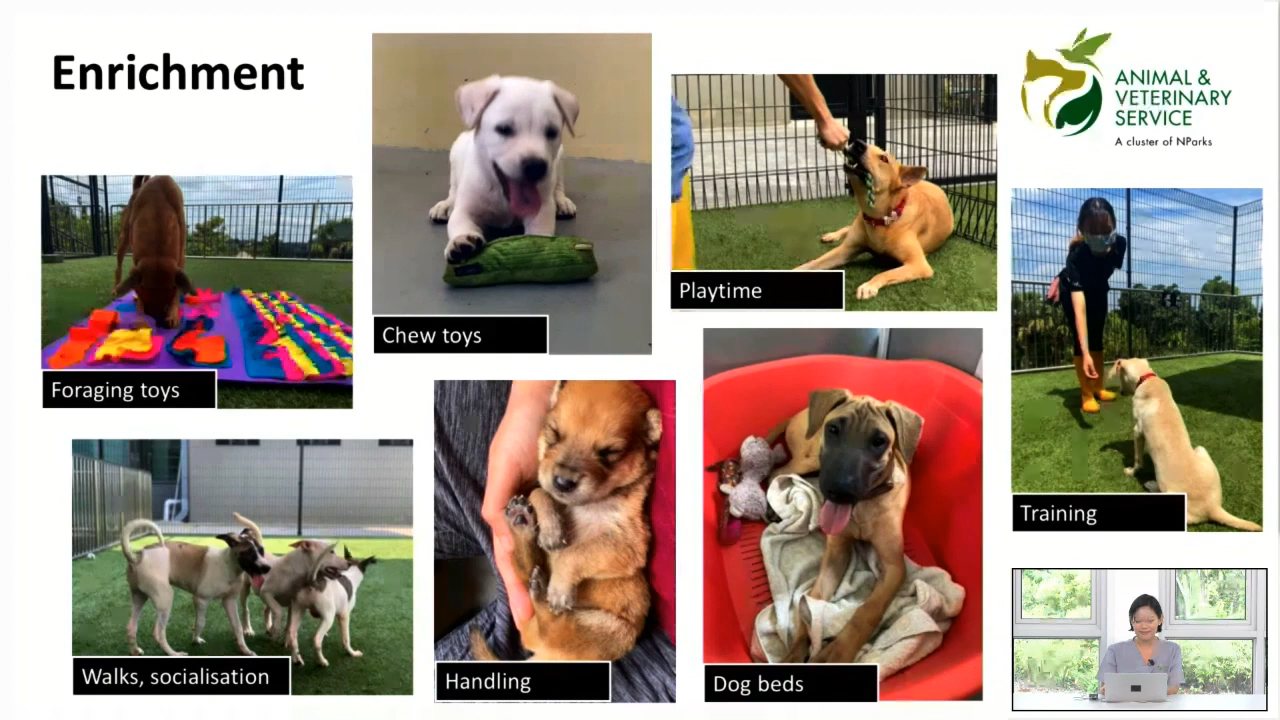 Enrichment
ANIMAL &
VETERINARY
SERVICE
A cluster of NParks
Foraging toys
Chew toys
Playtime
Training
Walks, socialisation
Handling
Dog beds